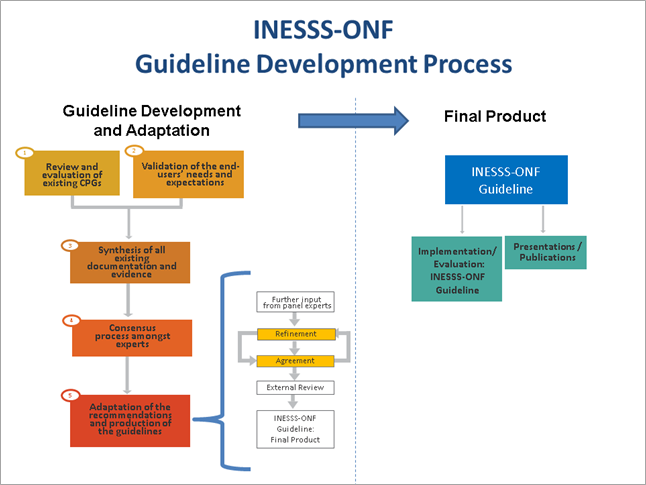 INESSS-ONF
Guideline Development Process
Guideline Development
and Adaptation
Final Product
1
Review and
evaluation of
existing CPGs
2
Validation of the end-
users' needs and
expectations
3
Synthesis of all
existing
documentation and
evidence
4
Consensus
process amongst
experts
5
Adaptation of the
recommendations
and production of
the guidelines
Further input
from panel experts
Refinement
Agreement
External Review
INESSS-ONF
Guideline:
Final Product
INESSS-ONF
Guideline
Implementation/
Evaluation:
INESSS-ONF
Guideline
Presentations /
Publications